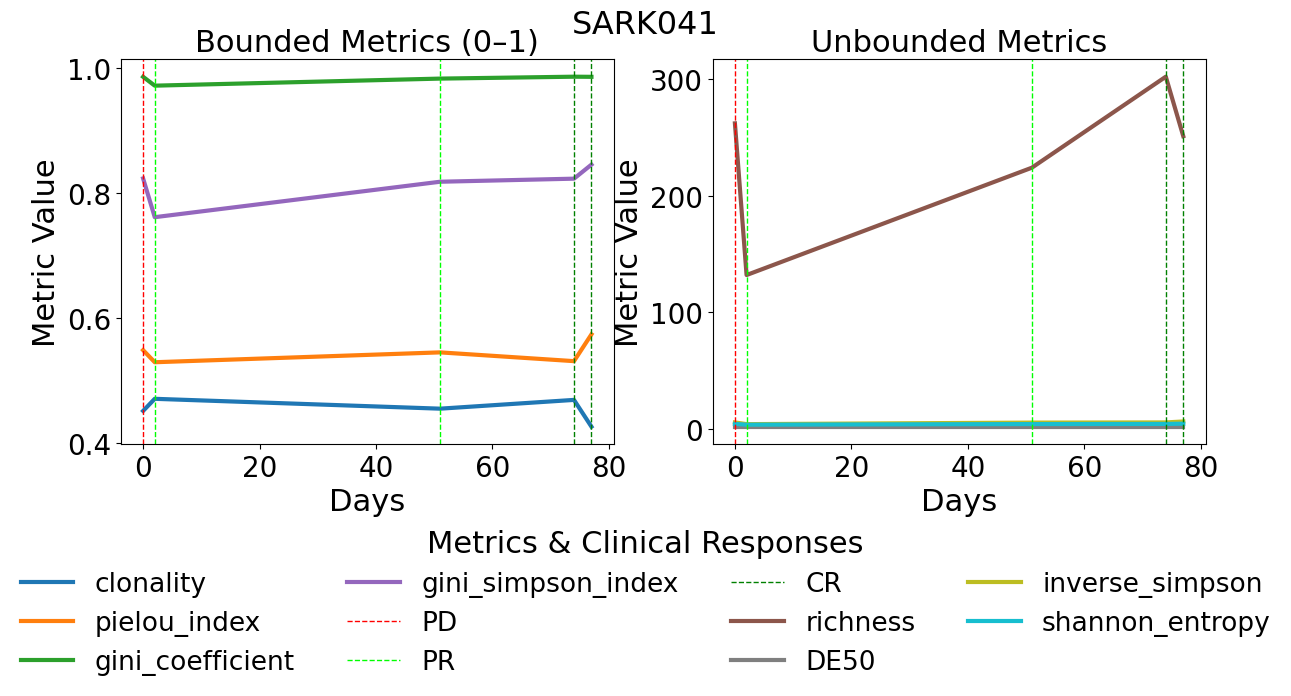 SARK041
Bounded Metrics (0–1)
Unbounded Metrics
Metric Value
1.0
0.8
0.6
0.4
0
20
40
60
80
Days
Metric Value
300
200
100
0
0
20
40
60
80
Days
Metrics & Clinical Responses
clonality
pielou_index
gini_coefficient
gini_simpson_index
PD
PR
CR
richness
DE50
inverse_simpson
shannon_entropy